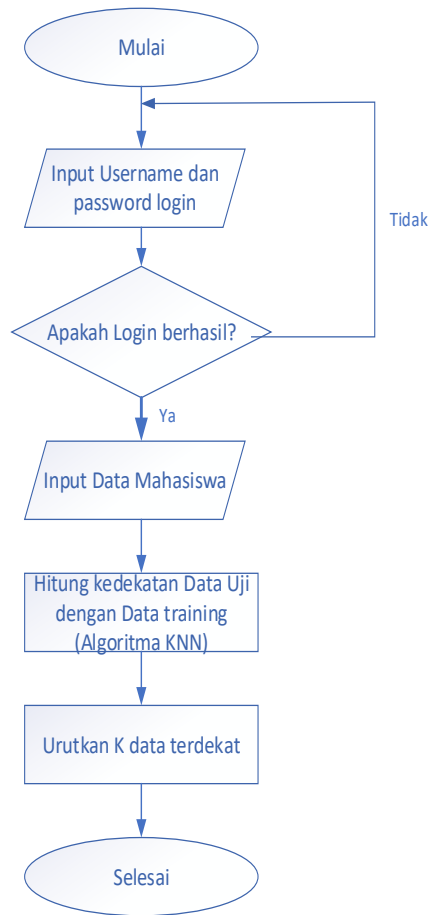 Mulai
Input Username dan
password login
Tidak
Apakah Login berhasil?
Ya
Input Data Mahasiswa
Hitung kedekatan Data Uji
dengan Data training
(Algoritma KNN)
Urutkan K data terdekat
Selesai